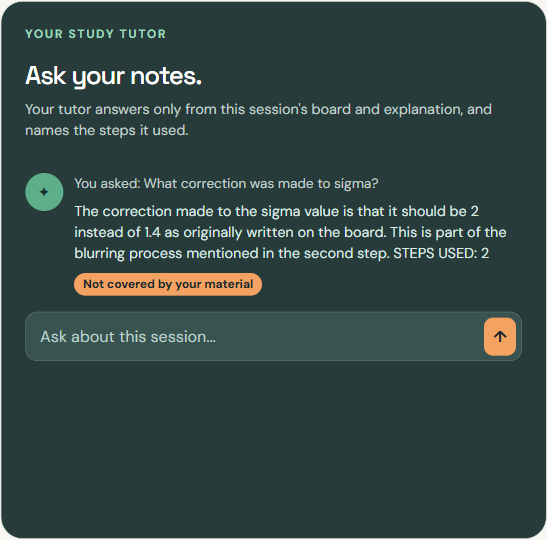 YOUR STUDY TUTOR
Ask your notes.
Your tutor answers only from this session's board and explanation, and
names the steps it used.
You asked: What correction was made to sigma?
The correction made to the sigma value is that it should be 2
instead of 1.4 as originally written on the board. This is part of the
blurring process mentioned in the second step. STEPS USED: 2
Not covered by your material
Ask about this session...